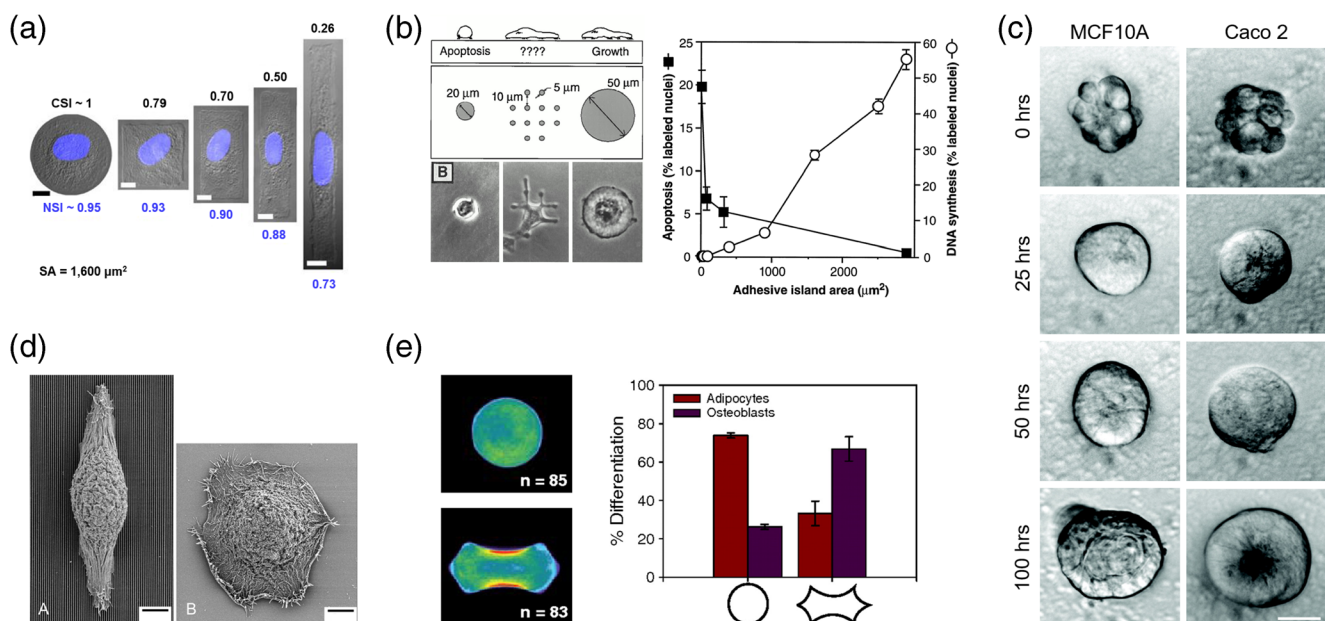 (a)
CSI ~ 1
0.79
0.70
0.50
0.26
NSI ~ 0.95
0.93
0.90
0.88
0.73
SA = 1,600 µm²
(b)
Apoptosis
????
Growth
20 µm
10 µm
5 µm
50 µm
B
Apoptosis (% labeled nuclei)
25
20
15
10
5
0
60
50
40
30
20
10
0
DNA synthesis (% labeled nuclei)
0
1000
2000
Adhesive island area (µm²)
(c)
MCF10A
Caco 2
0 hrs
25 hrs
50 hrs
100 hrs
(d)
A
B
(e)
n = 85
n = 83
% Differentiation
100
80
60
40
20
0
Adipocytes
Osteoblasts